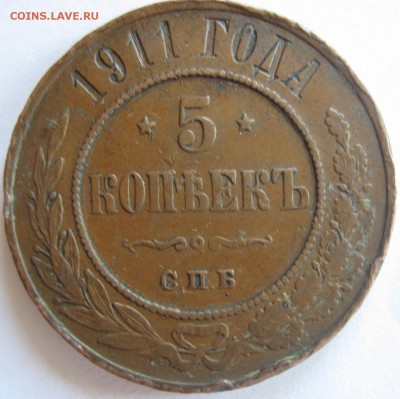 COINS.LAVE.RU
1911 ГОДА
5
КОПѢЕКЪ
СПБ